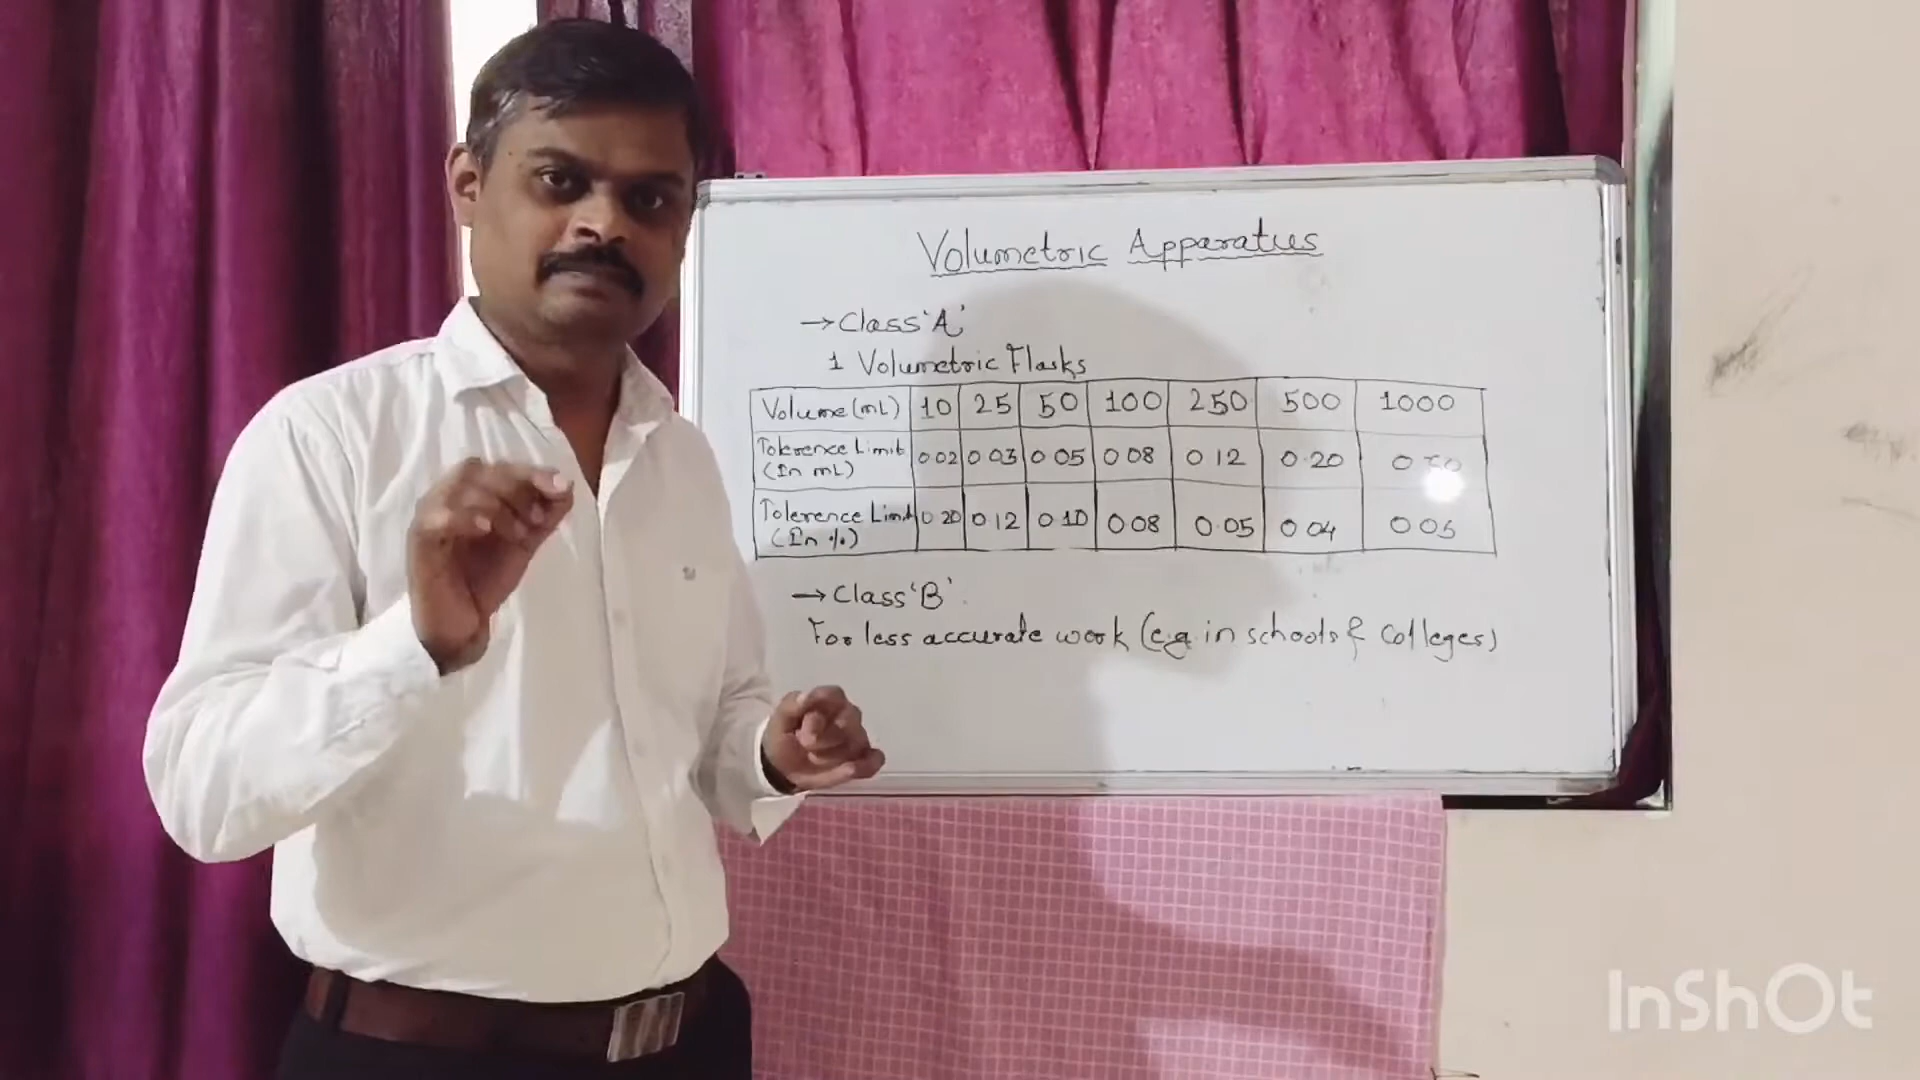 Volumetric Apparatus
→ Class 'A'
1 Volumetric Flasks
Volume (mL) 10 25 50 100 250 500 1000
Tolerence Limit (In mL) 0.02 0.03 0.05 0.08 0.12 0.20
Tolerence Limit (In %) 0.20 0.12 0.10 0.08 0.05 0.04
→ Class 'B'
For less accurate work (e.g. in schools & colleges)
InShOt